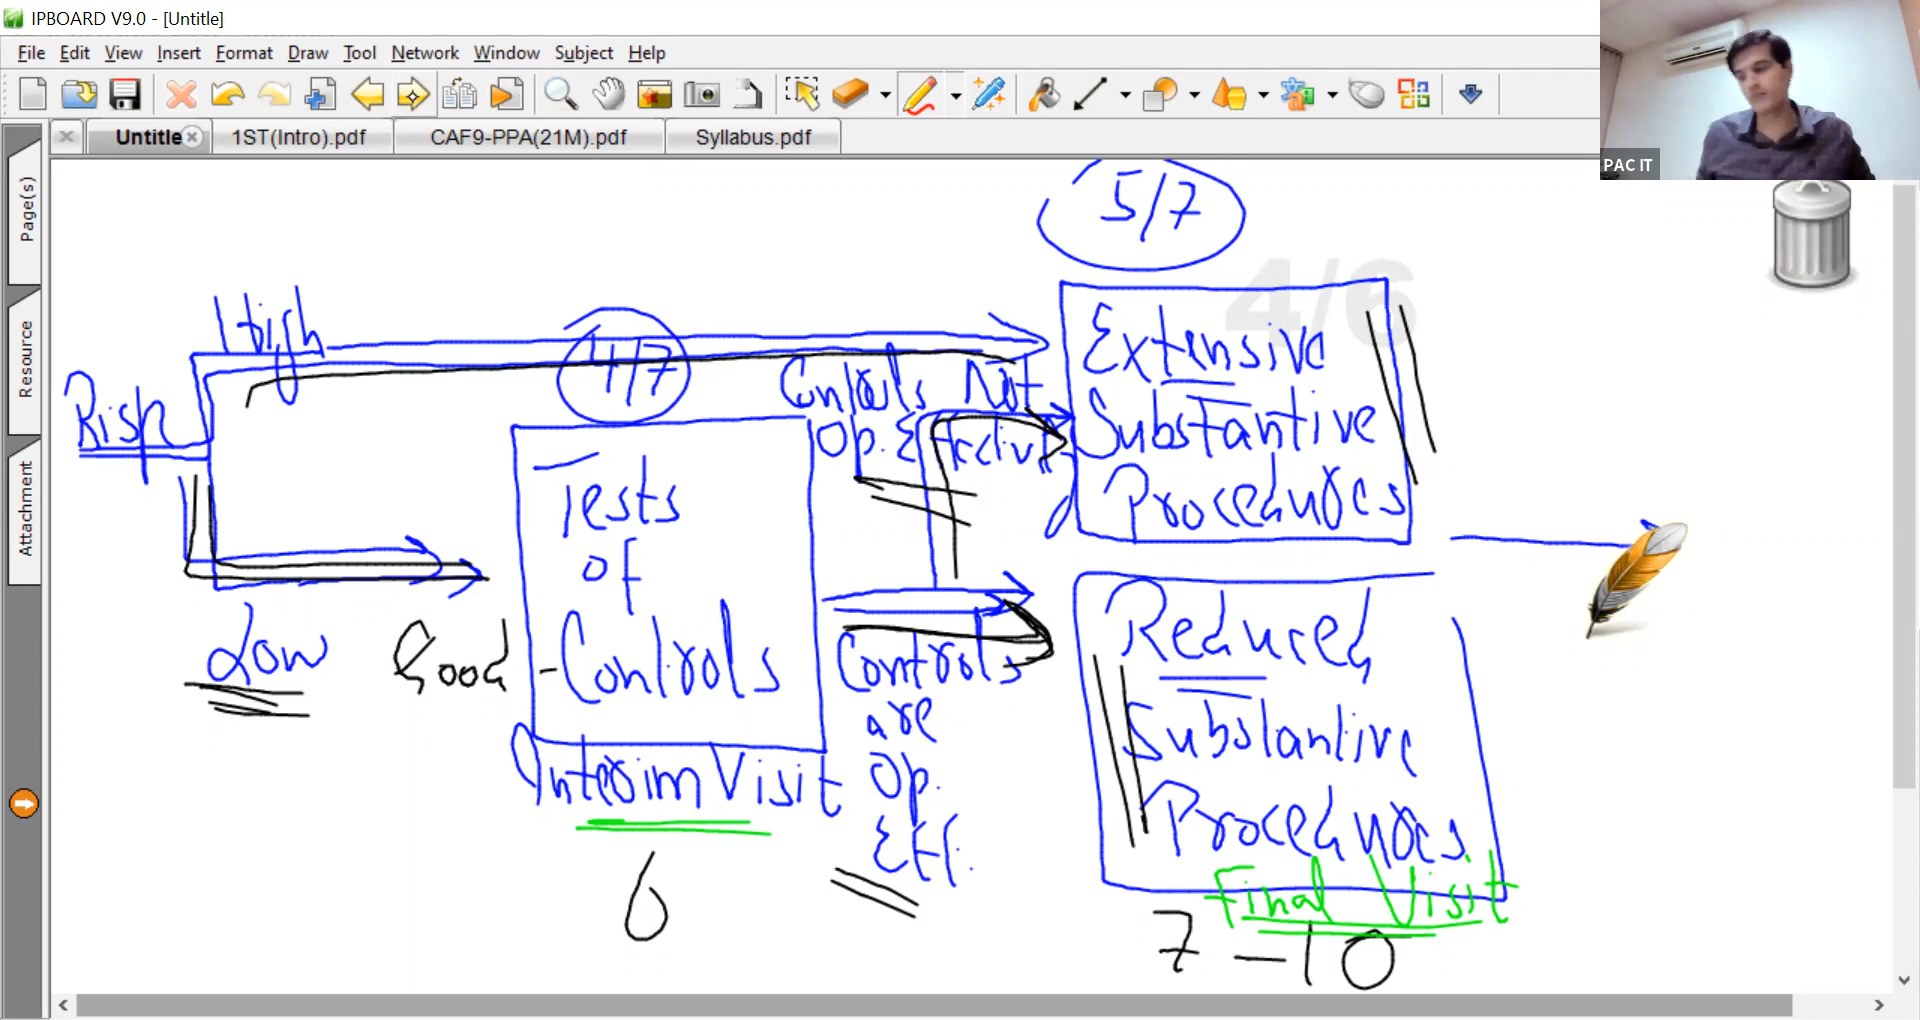 IPBOARD V9.0 - [Untitle]
File Edit View Insert Format Draw Tool Network Window Subject Help
Untitle 1ST(Intro).pdf CAF9-PPA(21M).pdf Syllabus.pdf
PAC IT
Page(s)
Resource
Attachment
4/6
5/7
High
4/7
Risk
Controls Not
Op. Effectively
Extensive
Substantive
Procedures
Tests
of
Controls
Low
Good
Interim Visit
6
Controls
are
Op.
Eff.
Reduced
Substantive
Procedures
Final Visit
7-10